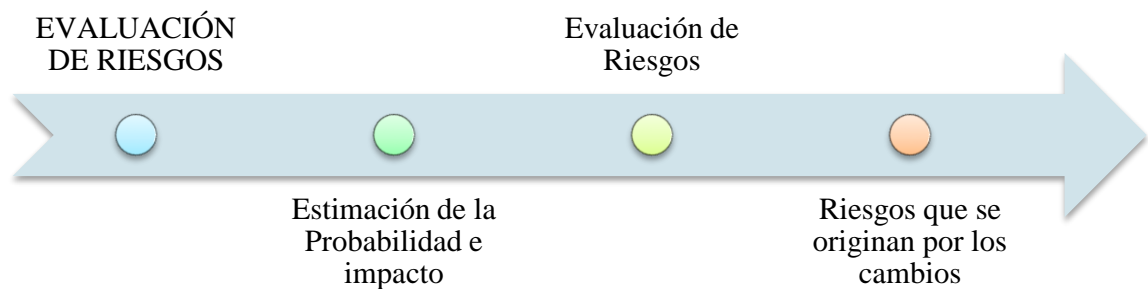 EVALUACIÓN
DE RIESGOS
Estimación de la
Probabilidad e
impacto
Evaluación de
Riesgos
Riesgos que se
originan por los
cambios